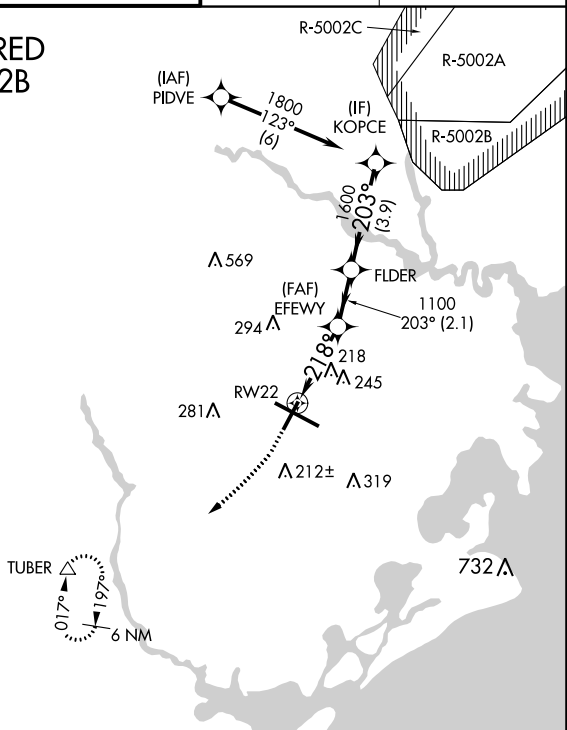 R-5002C
RED
2B
R-5002A
(IAF)
PIDVE
1800
123°
(6)
(IF)
KOPCE
R-5002B
1600
203°
(3.9)
569
FLDER
(FAF)
EFEWY
1100
203° (2.1)
294
218°
218
245
RW22
281
212±
319
TUBER
017°
197°
6 NM
732